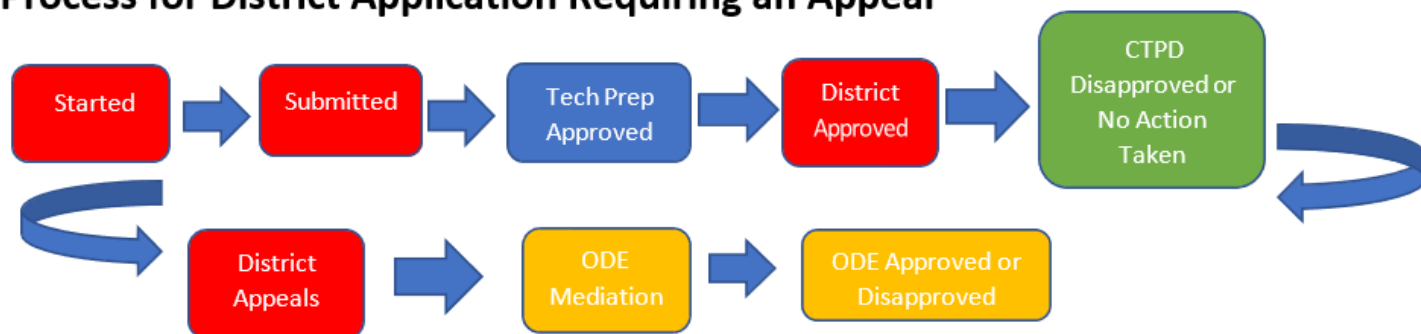 Process for District Application Requiring an Appeal
Started
Submitted
Tech Prep
Approved
District
Approved
CTPD
Disapproved or
No Action
Taken
District
Appeals
ODE
Mediation
ODE Approved or
Disapproved